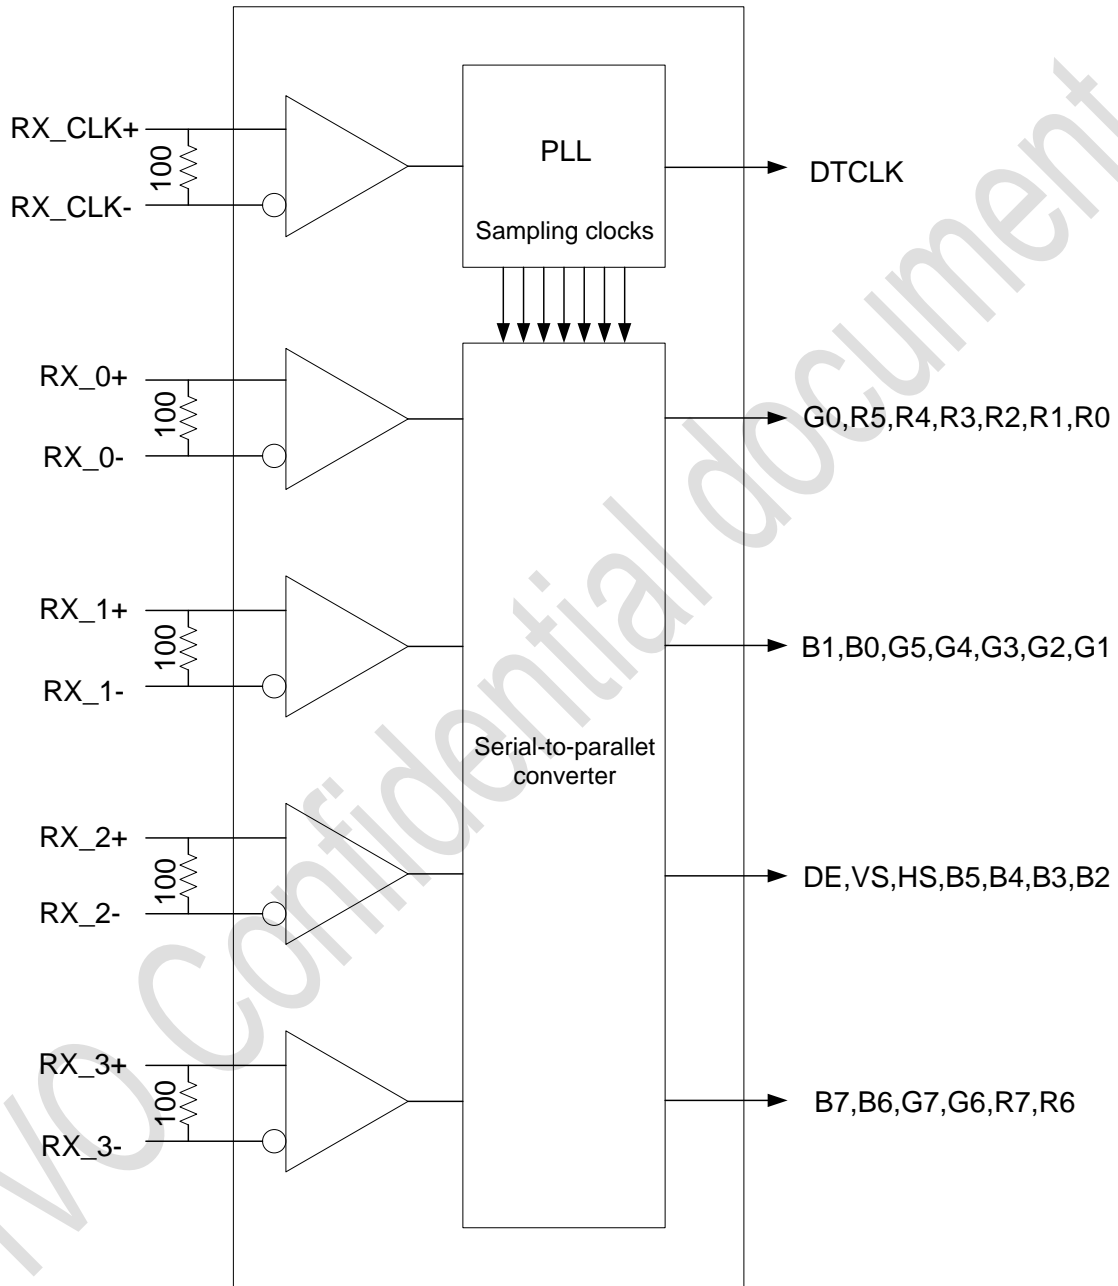 RX_CLK+
100
RX_CLK-
PLL
Sampling clocks
DTCLK
RX_0+
100
RX_0-
G0,R5,R4,R3,R2,R1,R0
RX_1+
100
RX_1-
B1,B0,G5,G4,G3,G2,G1
Serial-to-parallet
converter
RX_2+
100
RX_2-
DE,VS,HS,B5,B4,B3,B2
RX_3+
100
RX_3-
B7,B6,G7,G6,R7,R6
Confidential document